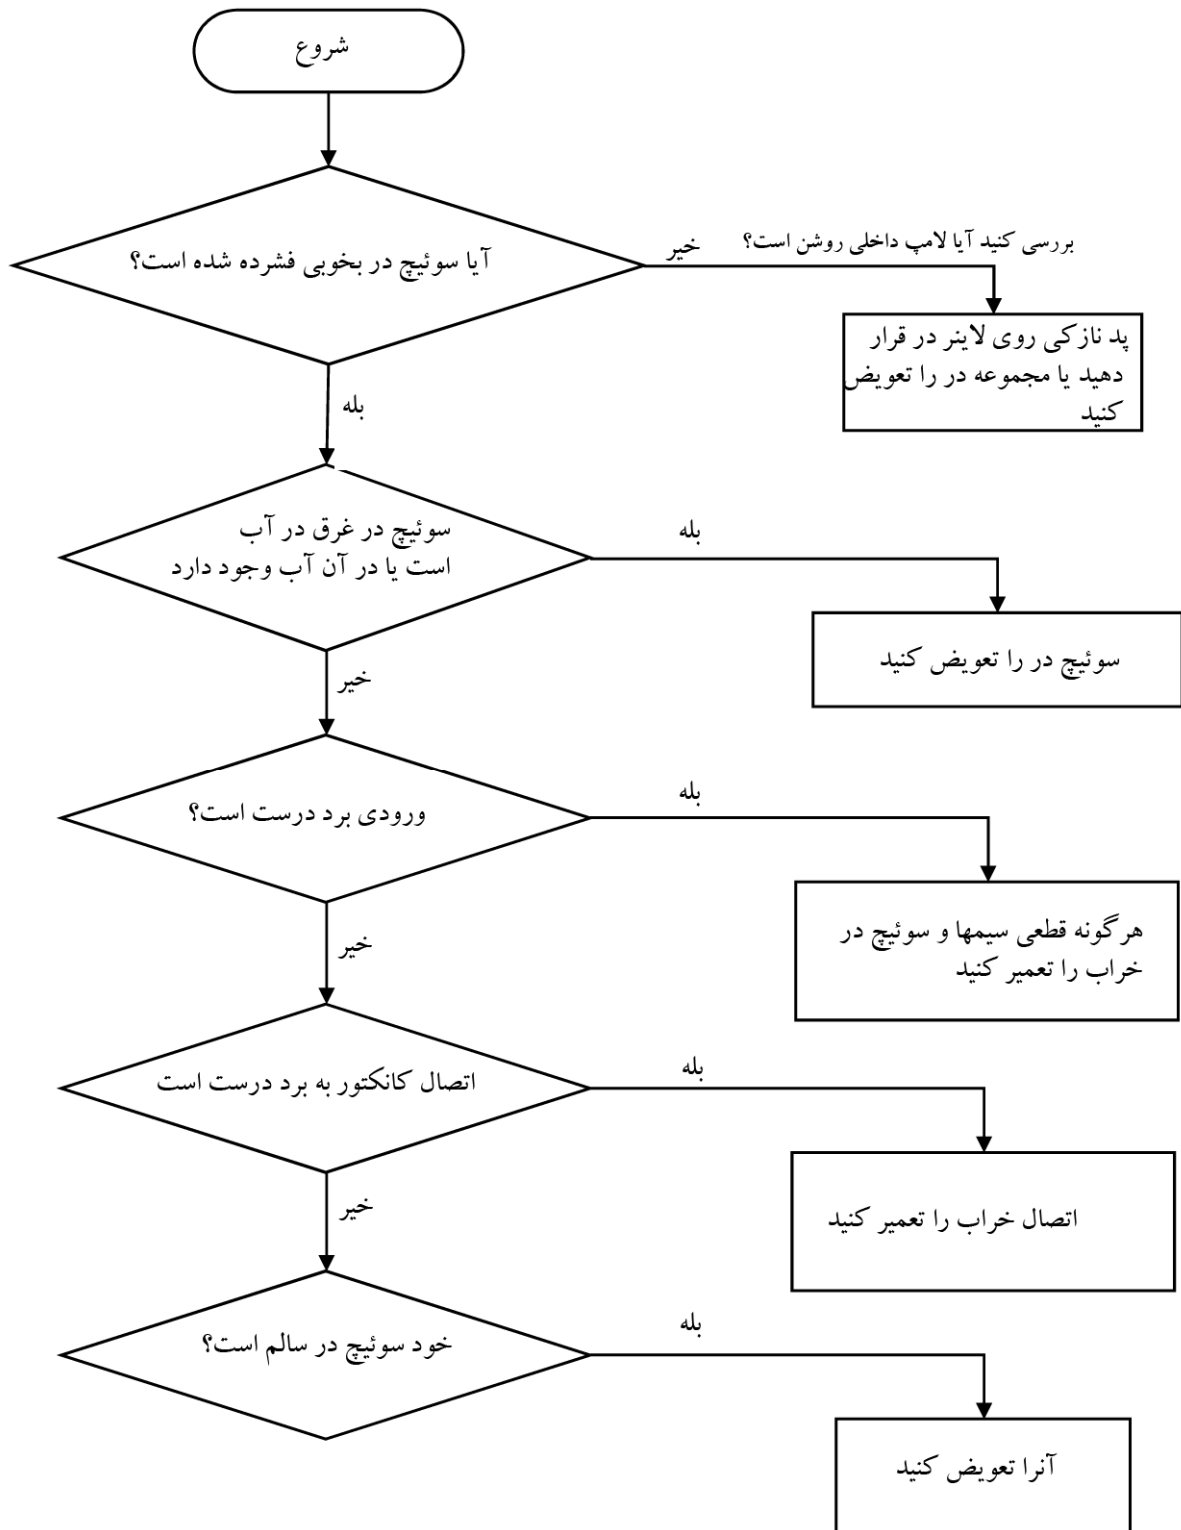 شروع
آیا سوئیچ در بخوبی فشرده شده است؟
خیر
بررسی کنید آیا لامپ داخلی روشن است؟
پد نازکی روی لاینر در قرار
دهید یا مجموعه در را تعویض
کنید
بله
سوئیچ در غرق در آب
است یا در آن آب وجود دارد
بله
سوئیچ در را تعویض کنید
خیر
ورودی برد درست است؟
بله
هرگونه قطعی سیمها و سوئیچ در
خراب را تعمیر کنید
خیر
اتصال کانکتور به برد درست است
بله
اتصال خراب را تعمیر کنید
خیر
خود سوئیچ در سالم است؟
بله
آنرا تعویض کنید